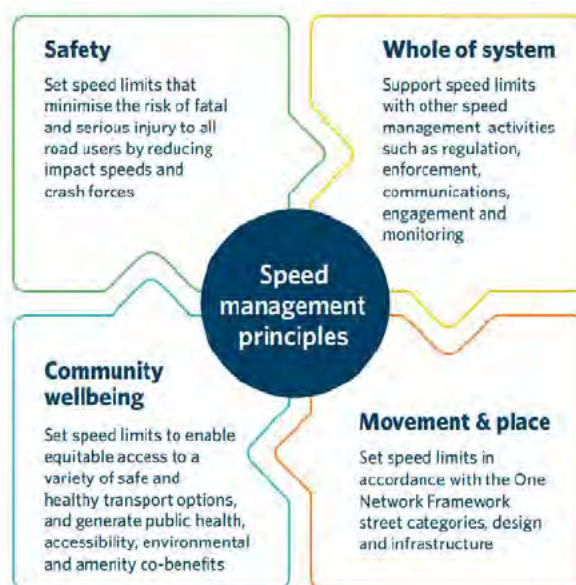 Safety
Set speed limits that
minimise the risk of fatal
and serious injury to all
road users by reducing
impact speeds and
crash forces
Whole of system
Support speed limits
with other speed
management activities
such as regulation,
enforcement,
communications,
engagement and
monitoring
Speed
management
principles
Community
wellbeing
Set speed limits to enable
equitable access to a
variety of safe and
healthy transport options,
and generate public health,
accessibility, environmental
and amenity co-benefits
Movement & place
Set speed limits in
accordance with the One
Network Framework
street categories, design
and infrastructure